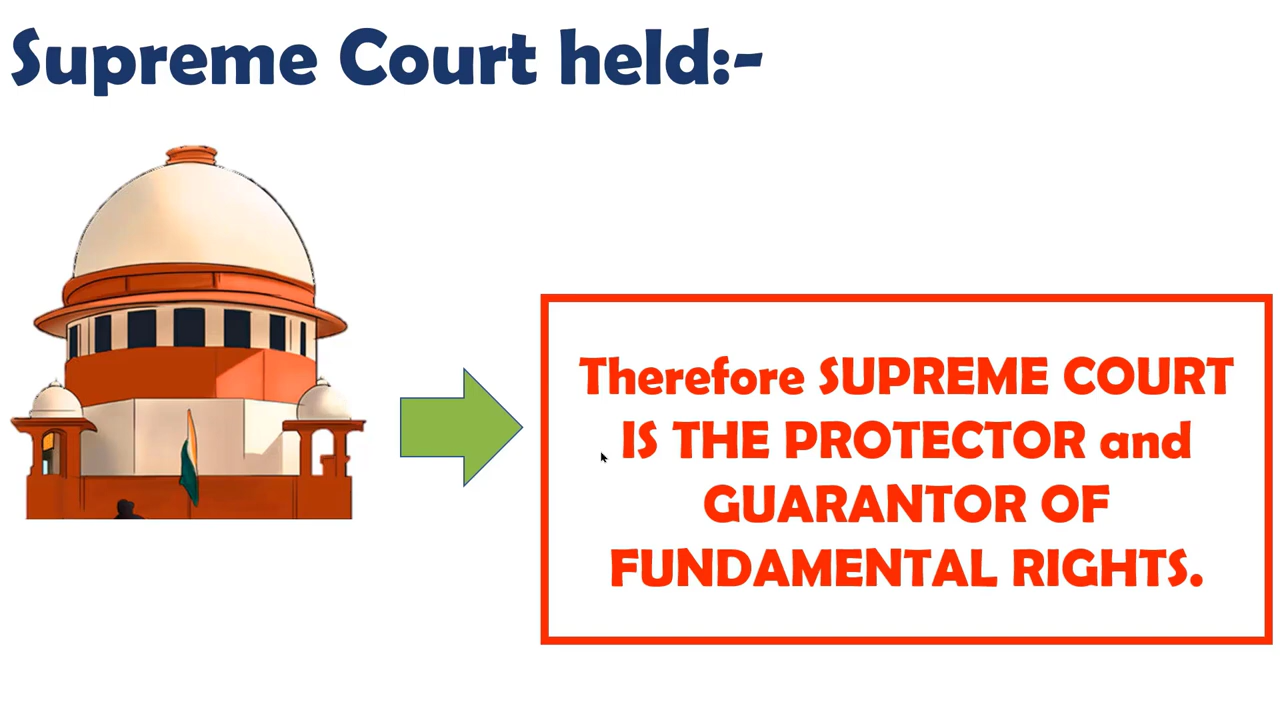 Supreme Court held:-
Therefore SUPREME COURT
IS THE PROTECTOR and
GUARANTOR OF
FUNDAMENTAL RIGHTS.